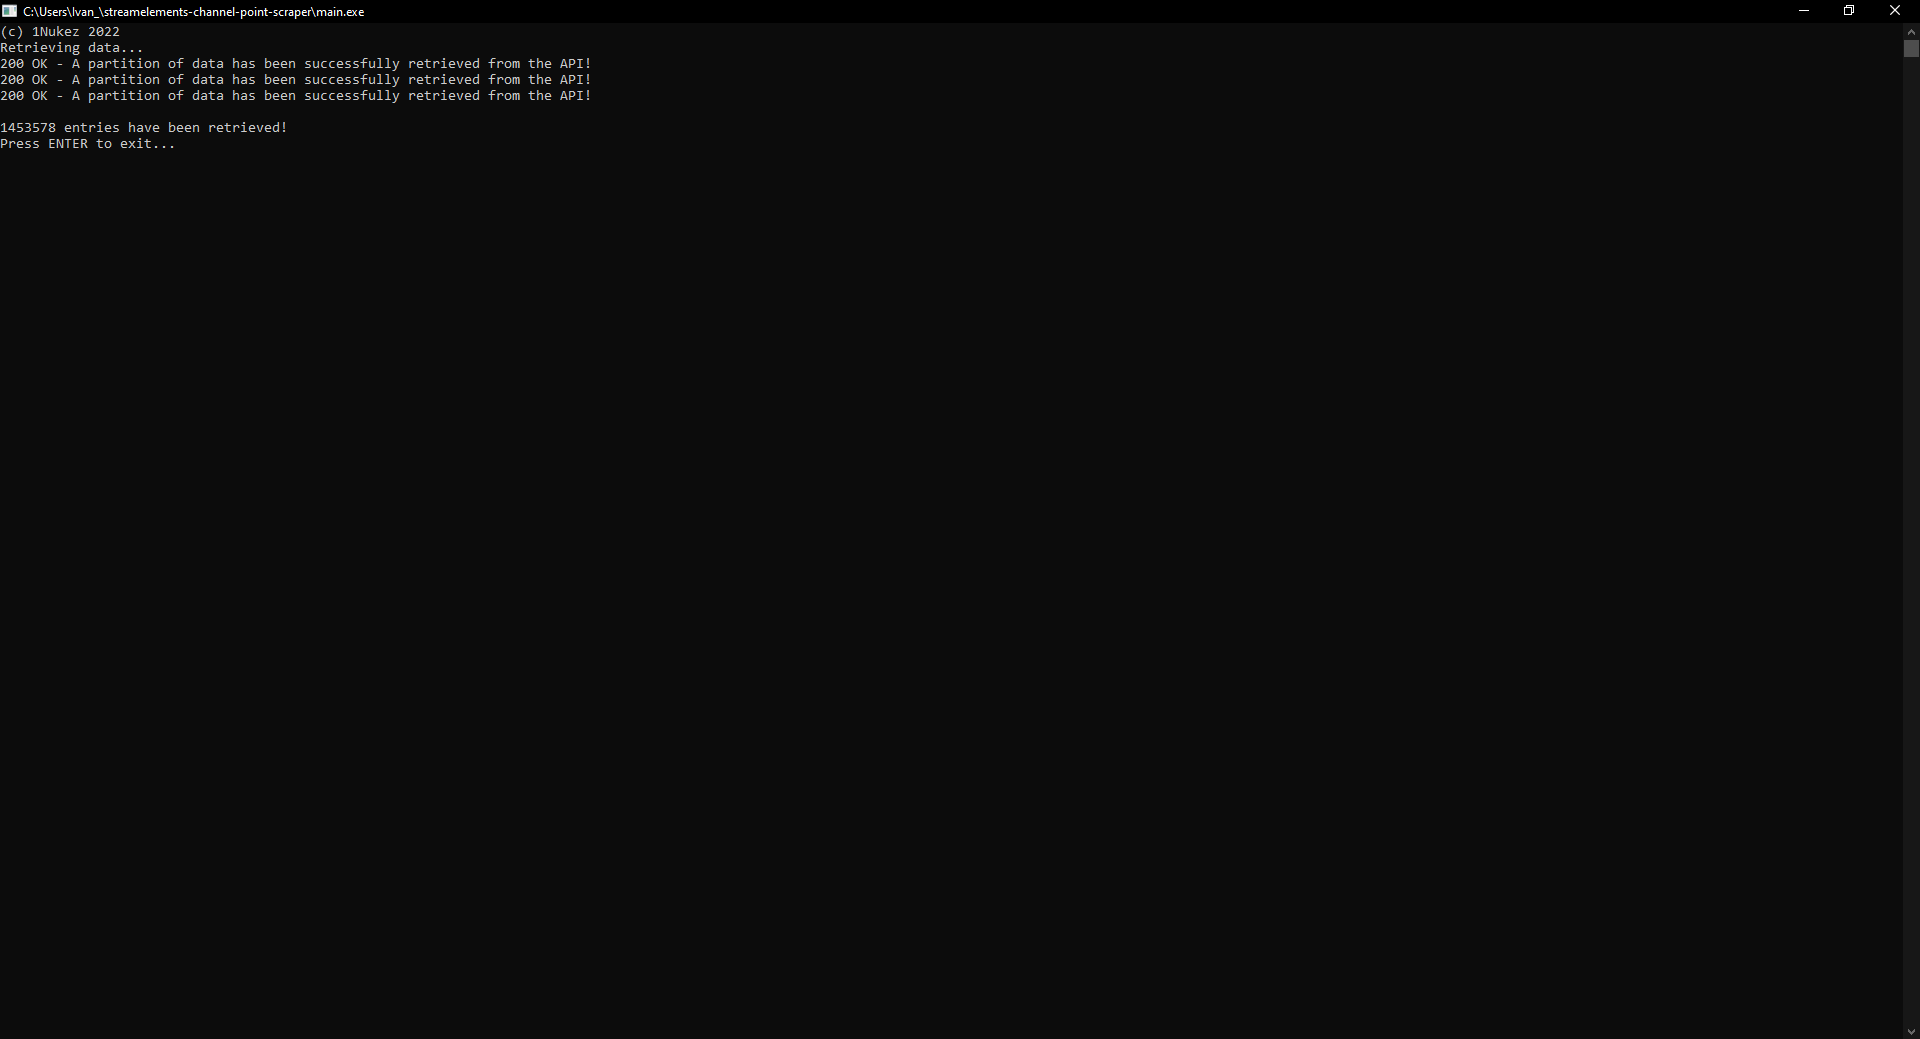 C:\Users\Ivan_\streamelements-channel-point-scraper\main.exe
(c) 1Nukez 2022
Retrieving data...
200 OK - A partition of data has been successfully retrieved from the API!
200 OK - A partition of data has been successfully retrieved from the API!
200 OK - A partition of data has been successfully retrieved from the API!
1453578 entries have been retrieved!
Press ENTER to exit...